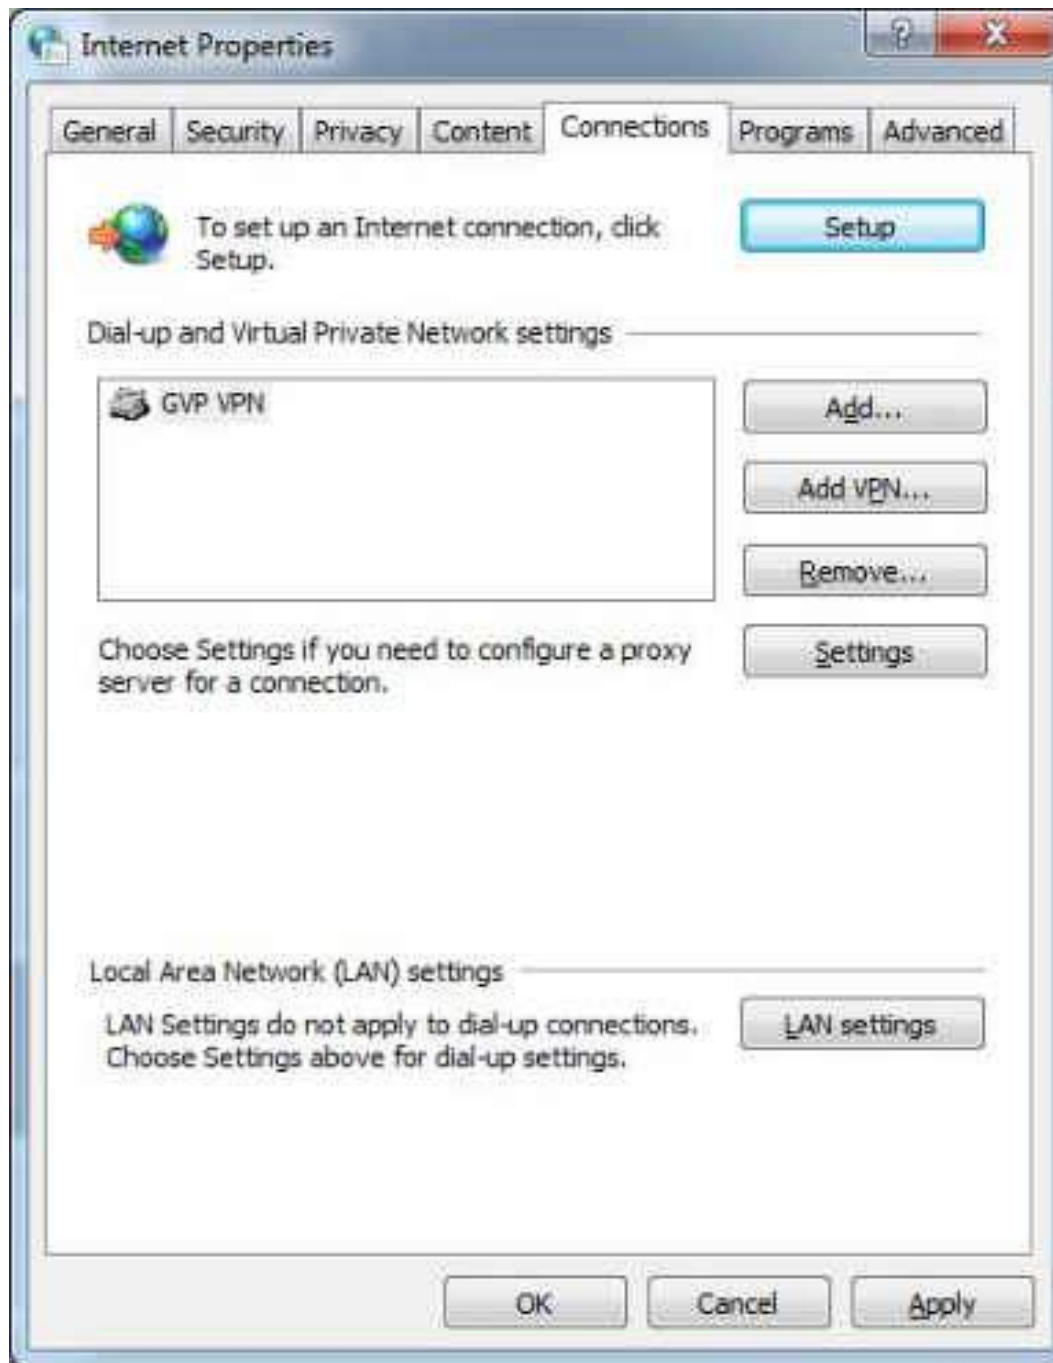 Internet Properties
General Security Privacy Content Connections Programs Advanced
To set up an Internet connection, click
Setup.
Setup
Dial-up and Virtual Private Network settings
GVP VPN
Add...
Add VPN...
Remove...
Choose Settings if you need to configure a proxy
server for a connection.
Settings
Local Area Network (LAN) settings
LAN Settings do not apply to dial-up connections.
Choose Settings above for dial-up settings.
LAN settings
OK Cancel Apply